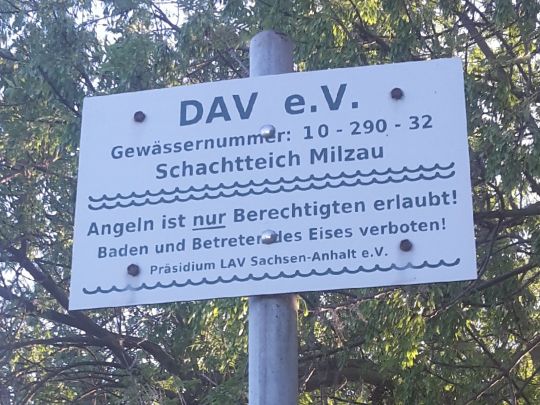 DAV e.V.
Gewässernummer: 10 - 290 - 32
Schachtteich Milzau
Angeln ist nur Berechtigten erlaubt!
Baden und Betreten des Eises verboten!
Präsidium LAV Sachsen-Anhalt e.V.